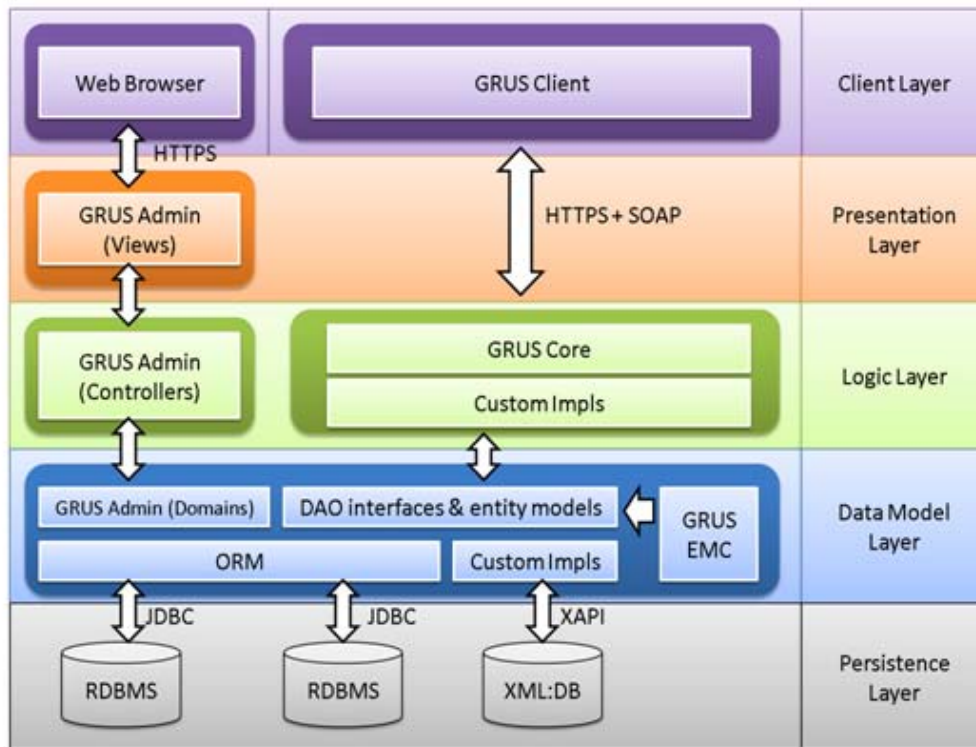 Web Browser
GRUS Client
Client Layer
HTTPS
GRUS Admin
(Views)
HTTPS + SOAP
Presentation
Layer
GRUS Admin
(Controllers)
GRUS Core
Custom Impls
Logic Layer
GRUS Admin (Domains)
DAO interfaces & entity models
GRUS
EMC
Data Model
Layer
ORM
Custom Impls
JDBC
JDBC
XAPI
RDBMS
RDBMS
XML:DB
Persistence
Layer